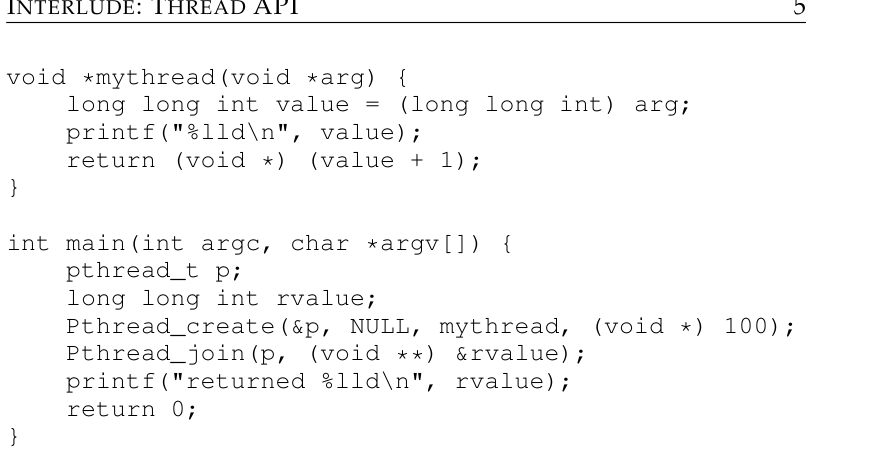 INTERLUDE: THREAD API 5
void *mythread(void *arg) {
    long long int value = (long long int) arg;
    printf("%lld\n", value);
    return (void *) (value + 1);
}
int main(int argc, char *argv[]) {
    pthread_t p;
    long long int rvalue;
    Pthread_create(&p, NULL, mythread, (void *) 100);
    Pthread_join(p, (void **) &rvalue);
    printf("returned %lld\n", rvalue);
    return 0;
}